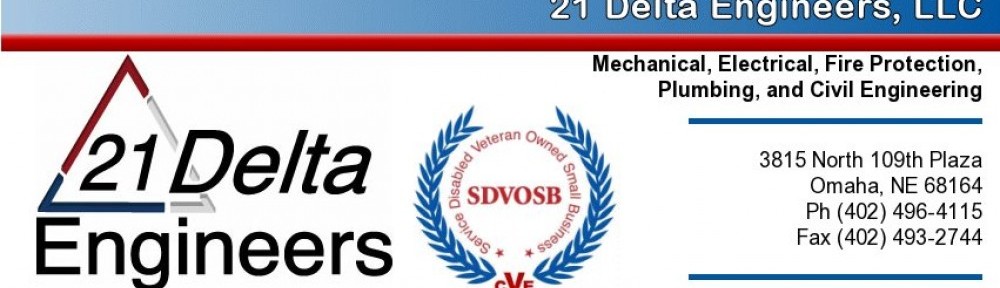 21 Delta Engineers, LLC
Mechanical, Electrical, Fire Protection,
Plumbing, and Civil Engineering
21 Delta
Engineers
Service Disabled Veteran Owned Small Business
SDVOSB
CVE
3815 North 109th Plaza
Omaha, NE 68164
Ph (402) 496-4115
Fax (402) 493-2744